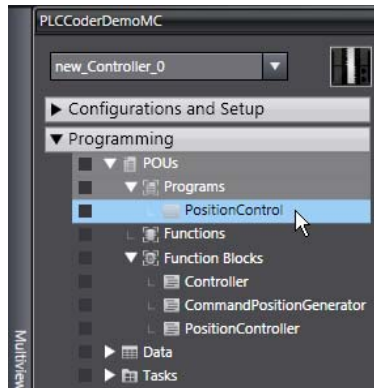 PLCCoderDemoMC
new_Controller_0
Configurations and Setup
Programming
POUs
Programs
PositionControl
Functions
Function Blocks
Controller
CommandPositionGenerator
PositionController
Data
Tasks
Multiview